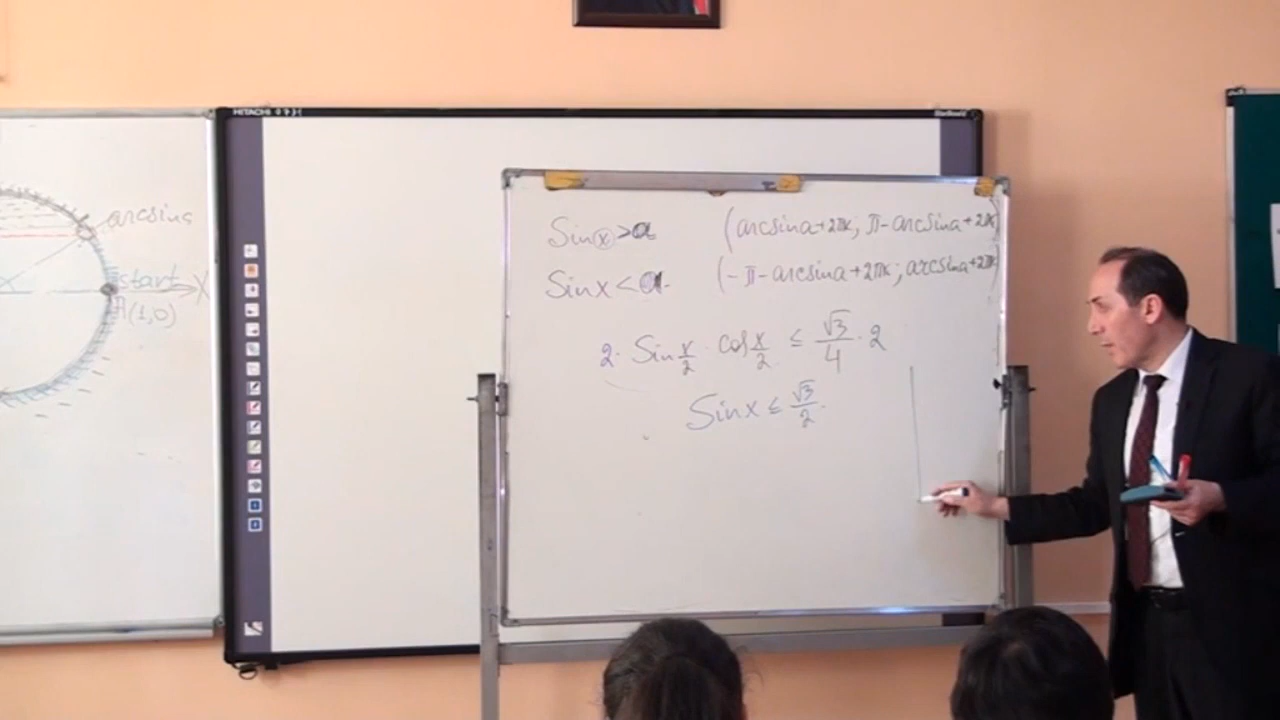 HITACHI
StarBoard
arcsina
start
X
A(1,0)
Sinx>a (arcsina+2πk; π-arcsina+2πk)
Sinx<a. (-π-arcsina+2πk; arcsina+2πk)
2· Sin x/2 · cos x/2 ≤ √3/4 · 2
Sinx ≤ √3/2.